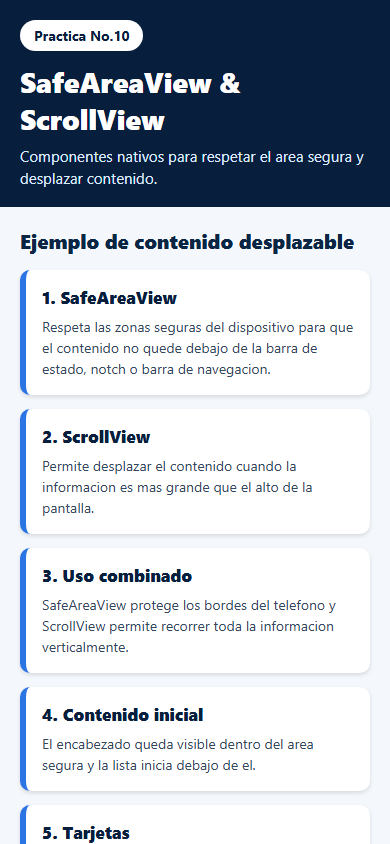 Practica No.10
SafeAreaView &
ScrollView
Componentes nativos para respetar el area segura y
desplazar contenido.
Ejemplo de contenido desplazable
1. SafeAreaView
Respeta las zonas seguras del dispositivo para que
el contenido no quede debajo de la barra de
estado, notch o barra de navegacion.
2. ScrollView
Permite desplazar el contenido cuando la
informacion es mas grande que el alto de la
pantalla.
3. Uso combinado
SafeAreaView protege los bordes del telefono y
ScrollView permite recorrer toda la informacion
verticalmente.
4. Contenido inicial
El encabezado queda visible dentro del area
segura y la lista inicia debajo de el.
5. Tarjetas